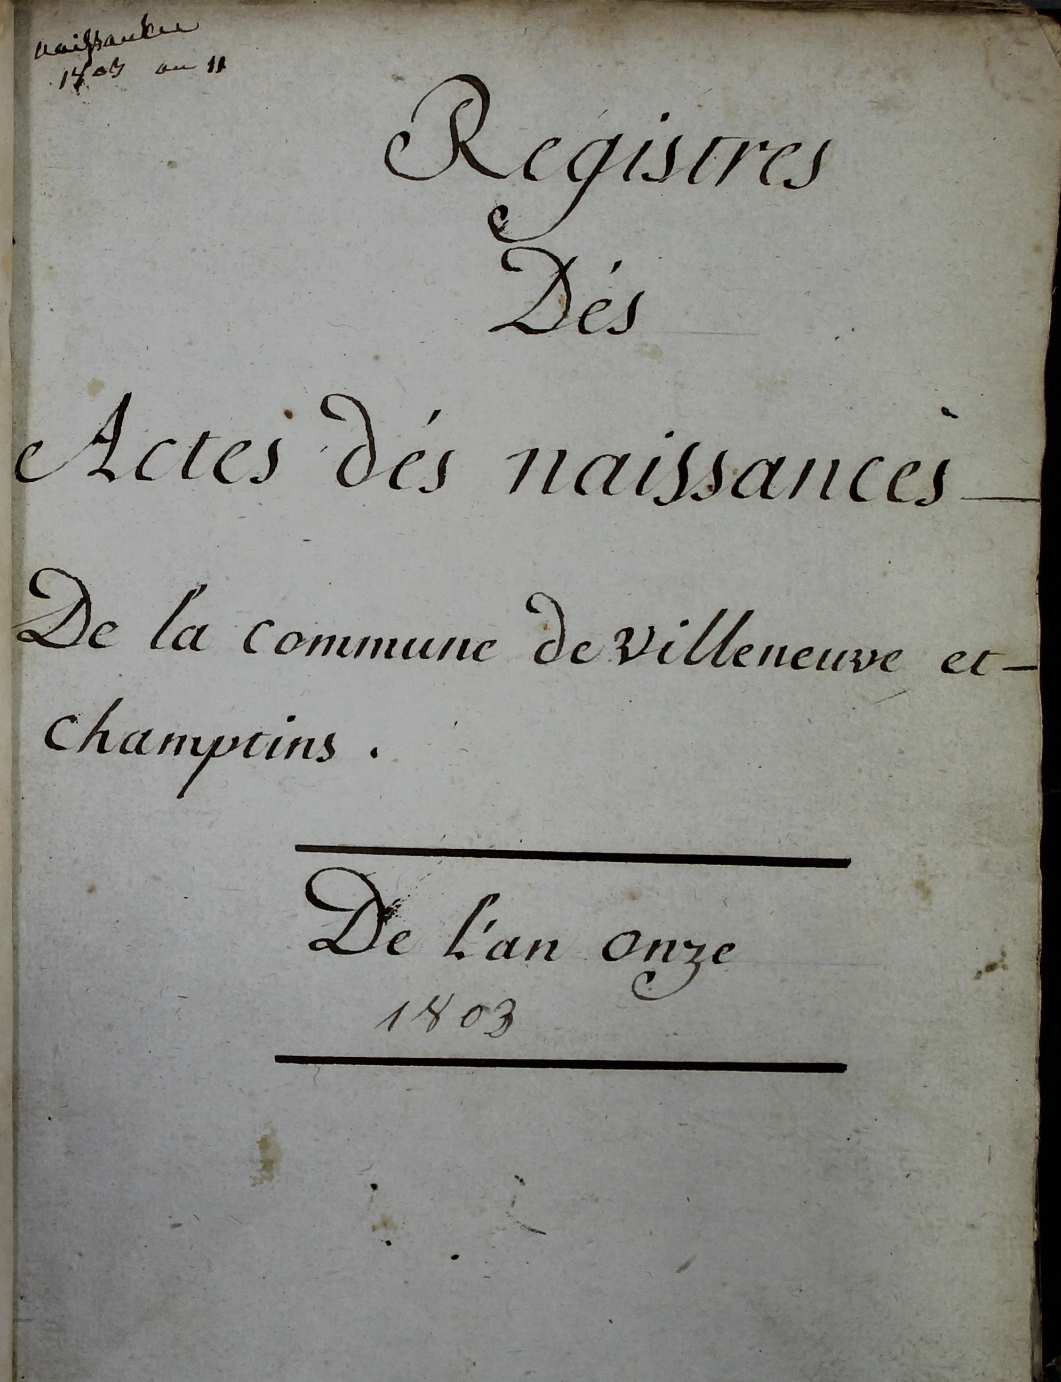 naissance
1803 an 11
Registres
Dés
Actes dés naissances
De la commune de villeneuve et
champtins.
De l'an onze
1803